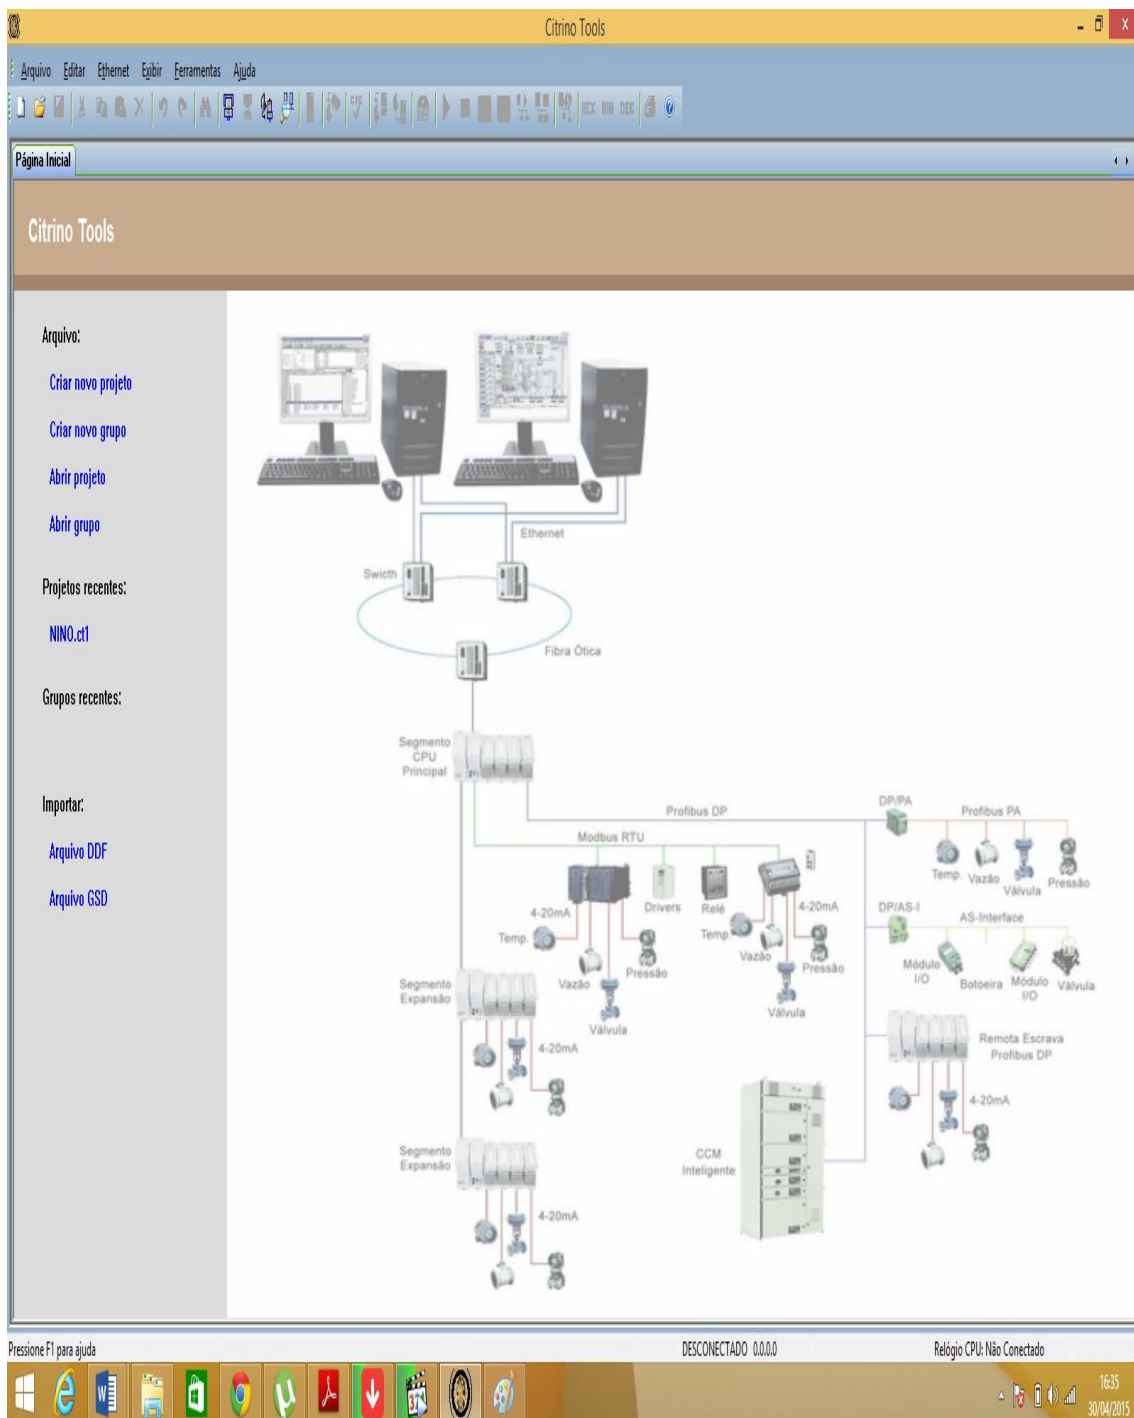 Citrino Tools
Arquivo Editar Ethernet Exibir Ferramentas Ajuda
HEX BIN DEC
Página Inicial
Citrino Tools
Arquivo:
Criar novo projeto
Criar novo grupo
Abrir projeto
Abrir grupo
Projetos recentes:
NINO.ct1
Grupos recentes:
Importar:
Arquivo DDF
Arquivo GSD
Ethernet
Swicth
Fibra Ótica
Segmento
CPU
Principal
Profibus DP
DP/PA
Profibus PA
Modbus RTU
Temp.
Vazão
Válvula
Pressão
4-20mA
Drivers
Relé
4-20mA
DP/AS-I
AS-Interface
Temp.
Vazão
Pressão
Válvula
Temp.
Vazão
Pressão
Válvula
Módulo
I/O
Botoeira
Módulo
I/O
Válvula
Segmento
Expansão
4-20mA
Remota Escrava
Profibus DP
4-20mA
CCM
Inteligente
Segmento
Expansão
4-20mA
Pressione F1 para ajuda
DESCONECTADO 0.0.0.0
Relógio CPU: Não Conectado
16:35
30/04/2015